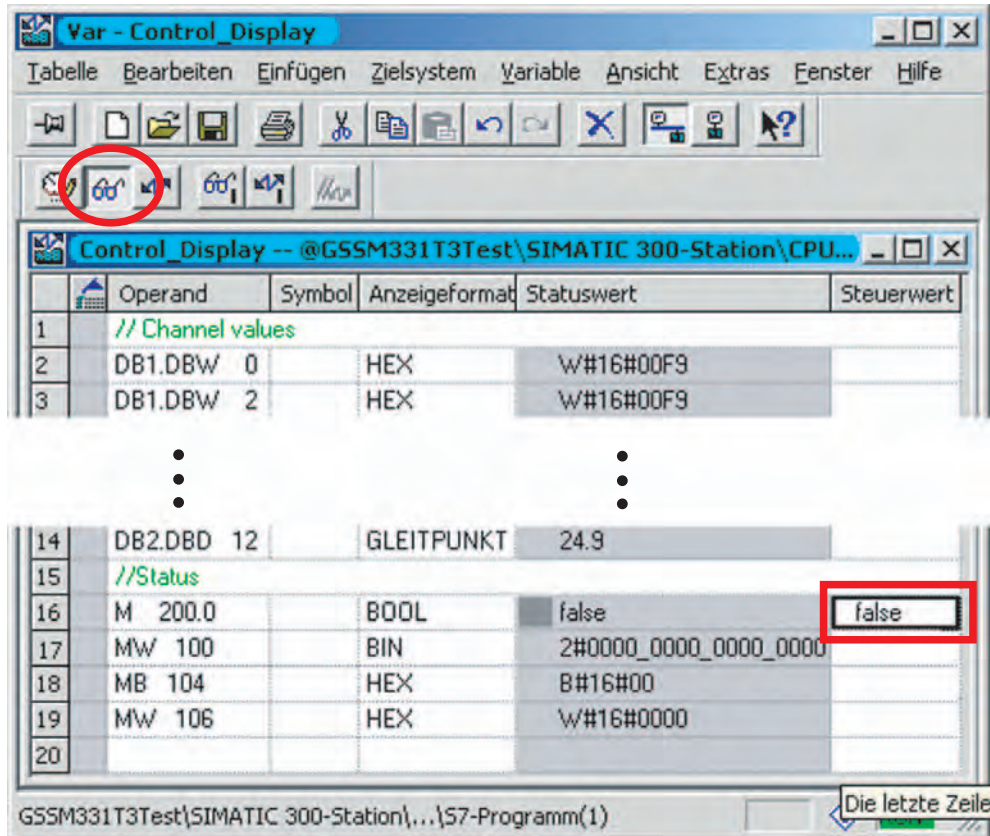 Var - Control_Display
Tabelle Bearbeiten Einfügen Zielsystem Variable Ansicht Extras Fenster Hilfe
Control_Display -- @GSSM331T3Test\SIMATIC 300-Station\CPU...
Operand Symbol Anzeigeformat Statuswert Steuerwert
1 // Channel values
2 DB1.DBW 0 HEX W#16#00F9
3 DB1.DBW 2 HEX W#16#00F9
14 DB2.DBD 12 GLEITPUNKT 24.9
15 //Status
16 M 200.0 BOOL false false
17 MW 100 BIN 2#0000_0000_0000_0000
18 MB 104 HEX B#16#00
19 MW 106 HEX W#16#0000
20
GSSM331T3Test\SIMATIC 300-Station\...\S7-Programm(1)
Die letzte Zeile